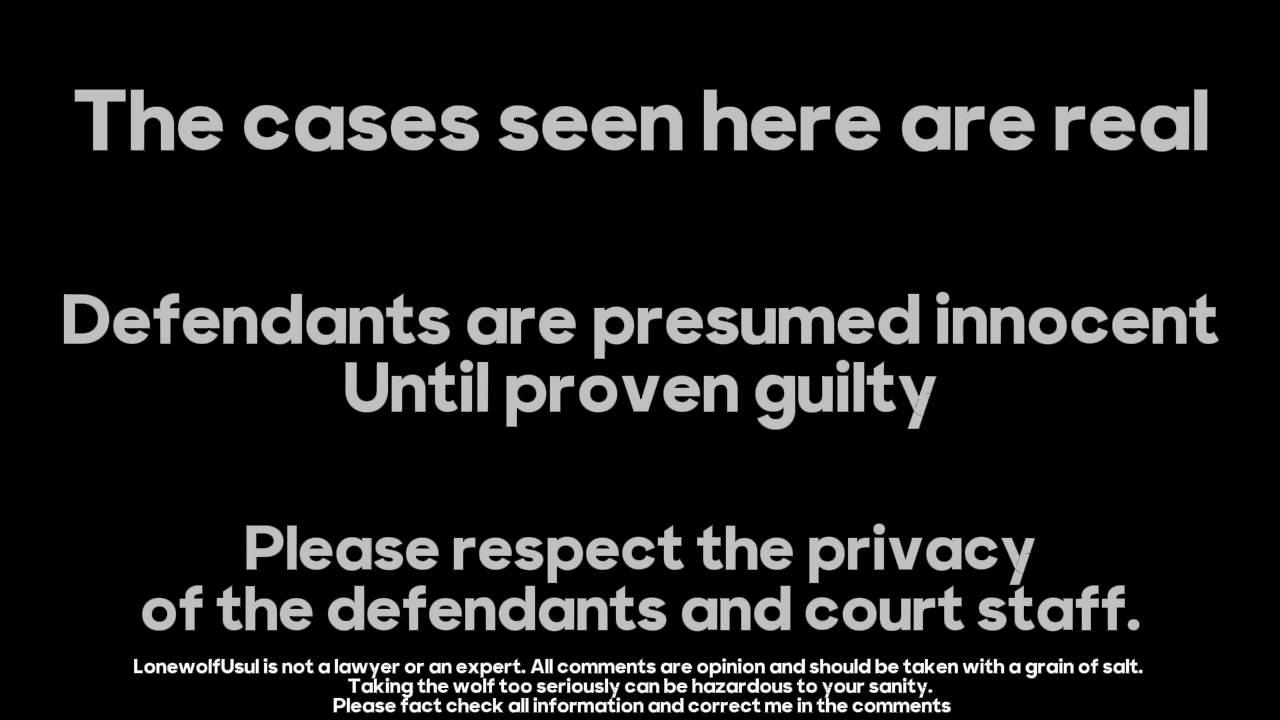 The cases seen here are real
Defendants are presumed innocent
Until proven guilty
Please respect the privacy
of the defendants and court staff.
LonewolfUsul is not a lawyer or an expert. All comments are opinion and should be taken with a grain of salt.
Taking the wolf too seriously can be hazardous to your sanity.
Please fact check all information and correct me in the comments